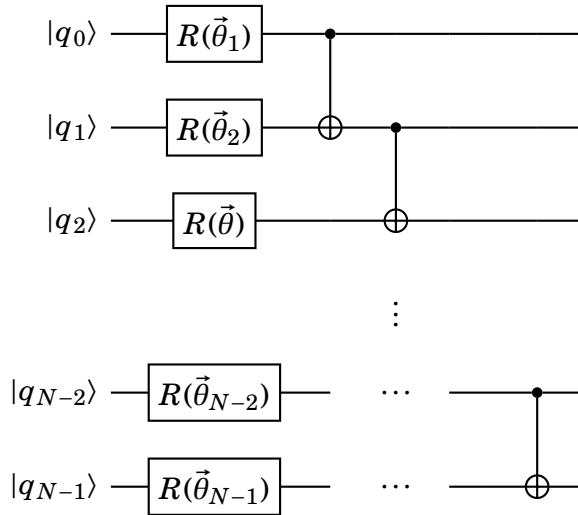 |q₀⟩ R(θ⃗₁)
|q₁⟩ R(θ⃗₂)
|q₂⟩ R(θ⃗)
⋮
|q_{N−2}⟩ R(θ⃗_{N−2}) ⋯
|q_{N−1}⟩ R(θ⃗_{N−1}) ⋯